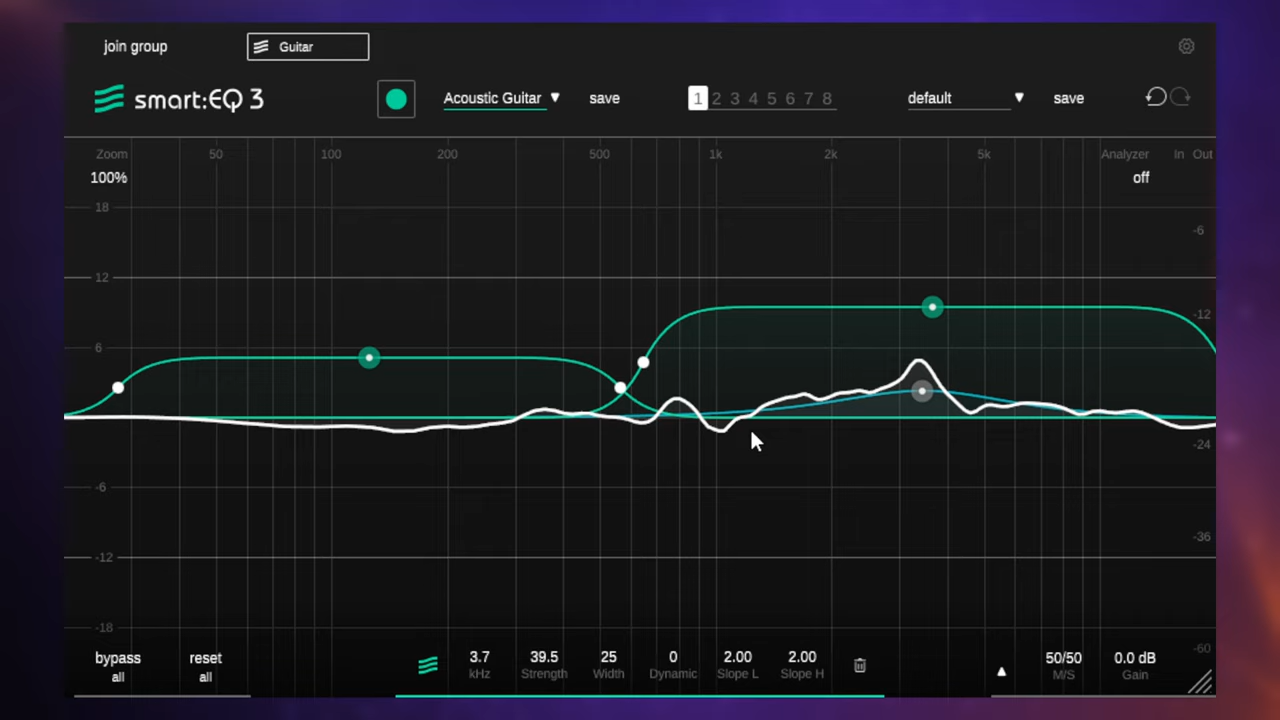 join group
Guitar
smart:EQ 3
Acoustic Guitar
save
1 2 3 4 5 6 7 8
default
save
Zoom 50 100 200 500 1k 2k 5k Analyzer In Out
100% off
18
-6
12
-12
6
-24
-6
-36
-12
-18
-60
bypass all
reset all
3.7 kHz
39.5 Strength
25 Width
0 Dynamic
2.00 Slope L
2.00 Slope H
50/50 M/S
0.0 dB Gain